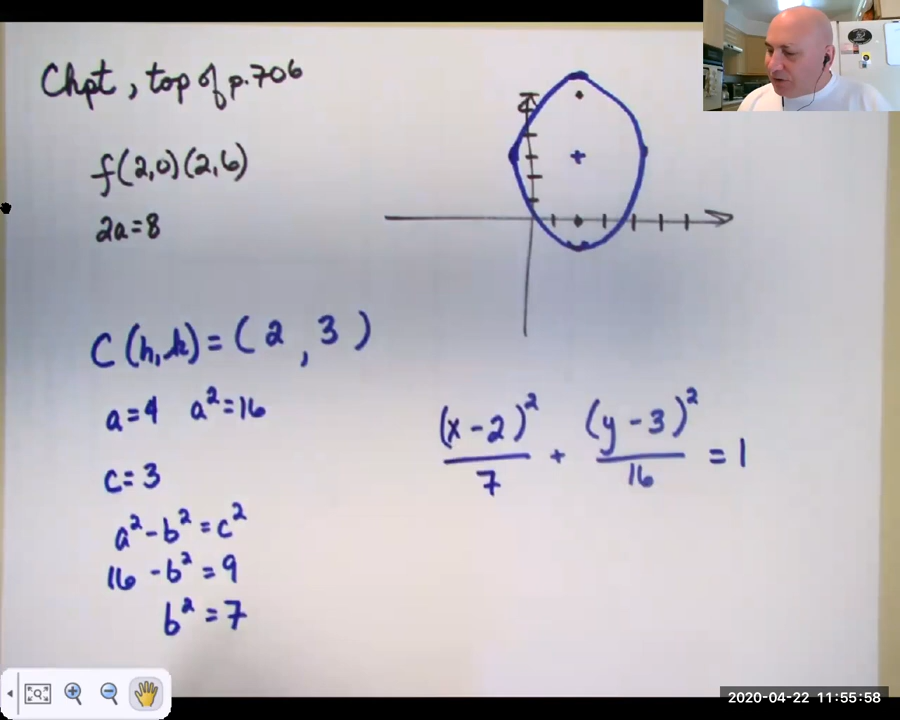 Chpt, top of p.706
f(2,0)(2,6)
2a=8
C(h,k)=(2,3)
a=4 a²=16
c=3
a²-b²=c²
16-b²=9
b²=7
(x-2)²/7 + (y-3)²/16 = 1
2020-04-22 11:55:58